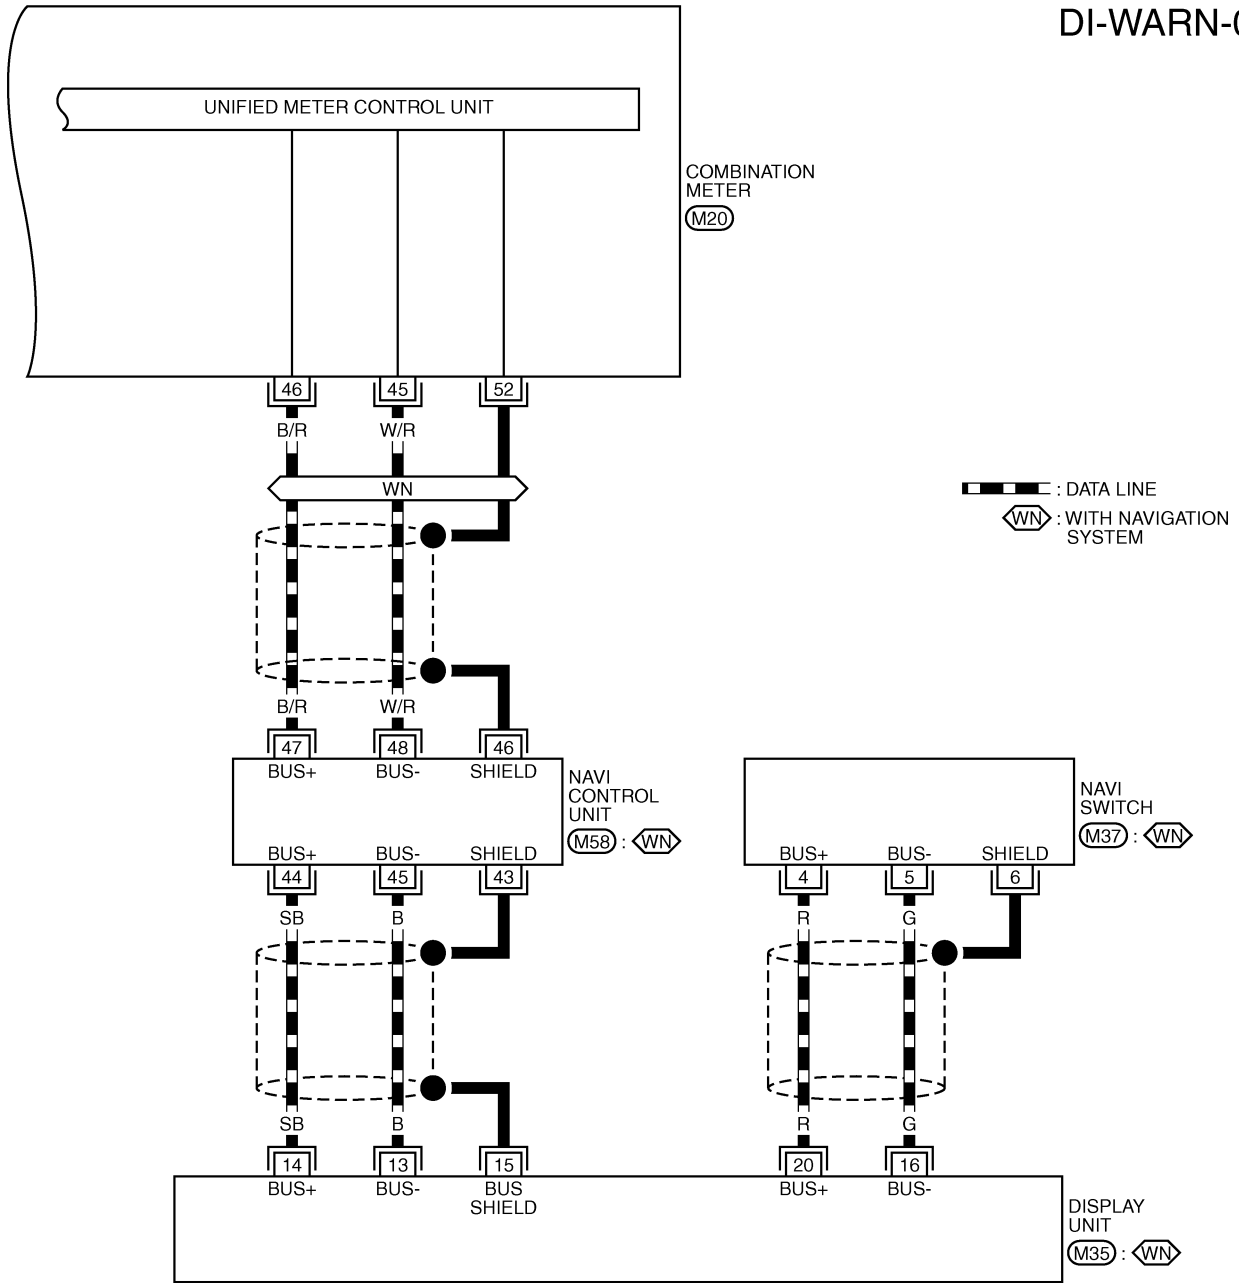 DI-WARN-0
UNIFIED METER CONTROL UNIT
COMBINATION
METER
M20
46 45 52
B/R W/R
WN
: DATA LINE
WN : WITH NAVIGATION
SYSTEM
B/R W/R
47 48 46
BUS+ BUS- SHIELD
NAVI
CONTROL
UNIT
M58 : WN
BUS+ BUS- SHIELD
44 45 43
SB B
NAVI
SWITCH
M37 : WN
BUS+ BUS- SHIELD
4 5 6
R G
SB B
R G
14 13 15
20 16
BUS+ BUS- BUS
SHIELD
BUS+ BUS-
DISPLAY
UNIT
M35 : WN